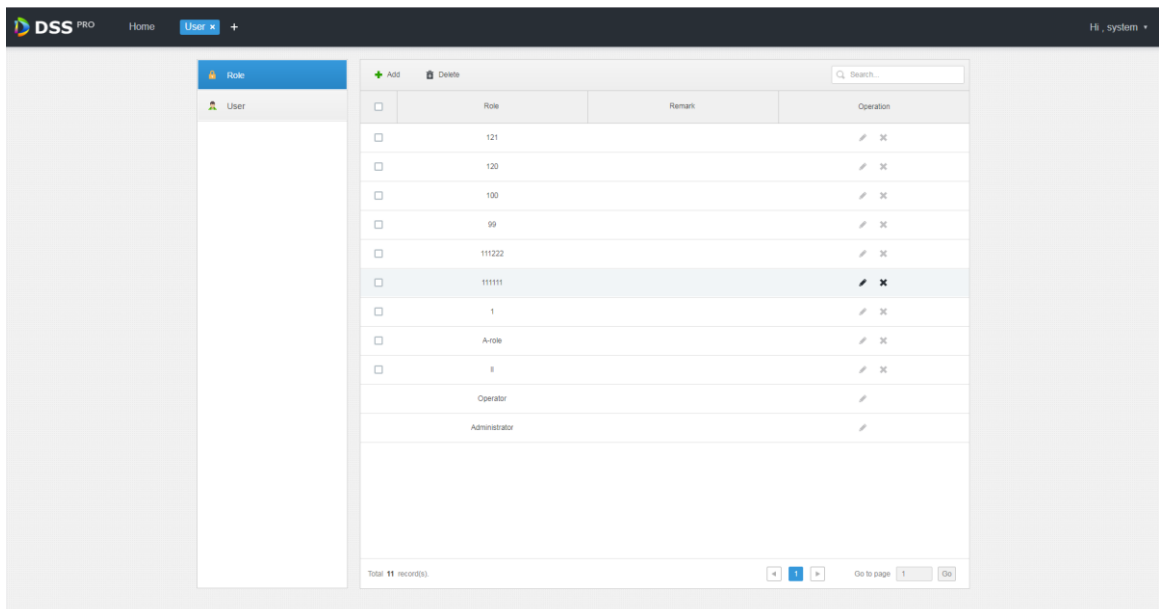 DSS PRO Home User × + Hi , system
Role
User
Add Delete Search...
Role Remark Operation
121
120
100
99
111222
111111
1
A-role
II
Operator
Administrator
Total 11 record(s). 1 Go to page 1 Go